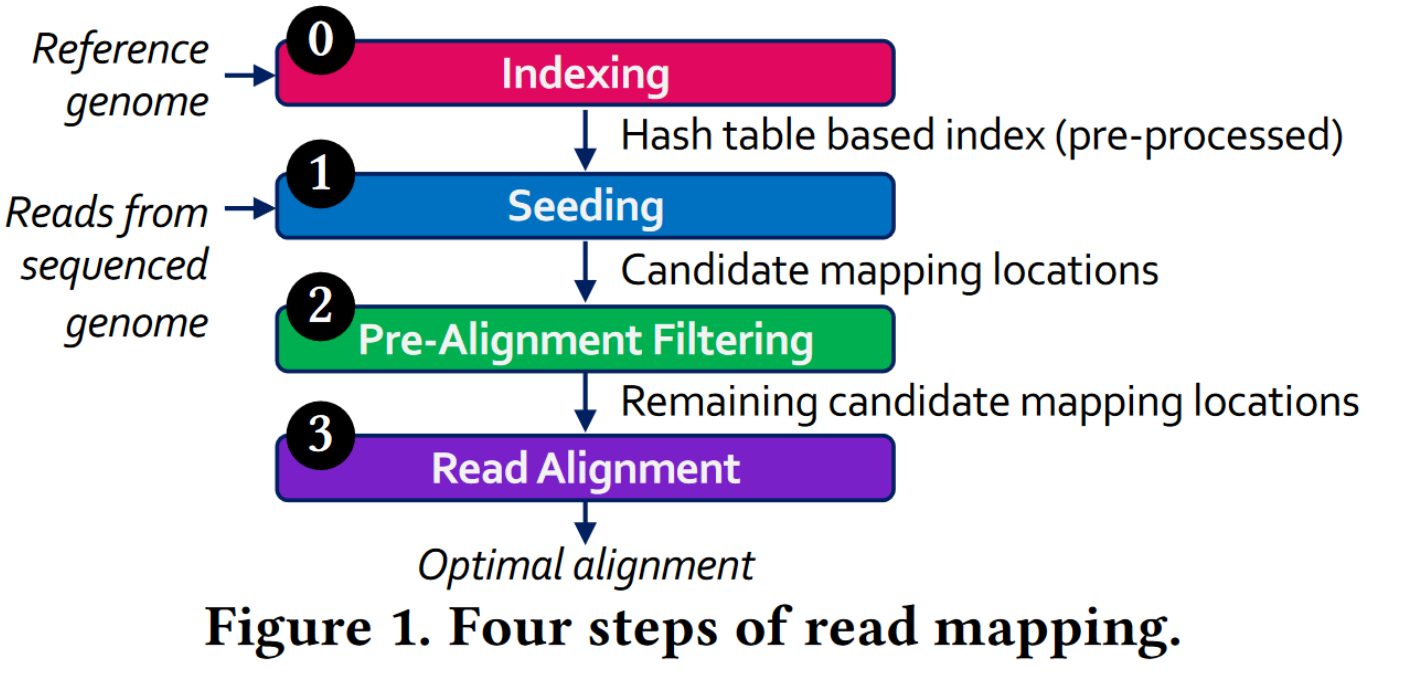 Reference
genome
0
Indexing
Hash table based index (pre-processed)
Reads from
sequenced
genome
1
Seeding
Candidate mapping locations
2
Pre-Alignment Filtering
Remaining candidate mapping locations
3
Read Alignment
Optimal alignment
Figure 1. Four steps of read mapping.